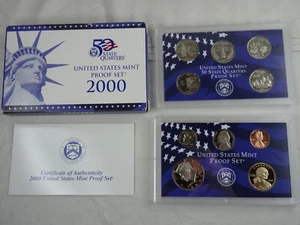 50
STATE
QUARTERS
UNITED STATES MINT
PROOF SET
2000
UNITED STATES MINT
50 STATE QUARTERS
PROOF SET
Certificate of Authenticity
2000 United States Mint Proof Set
UNITED STATES MINT
PROOF SET